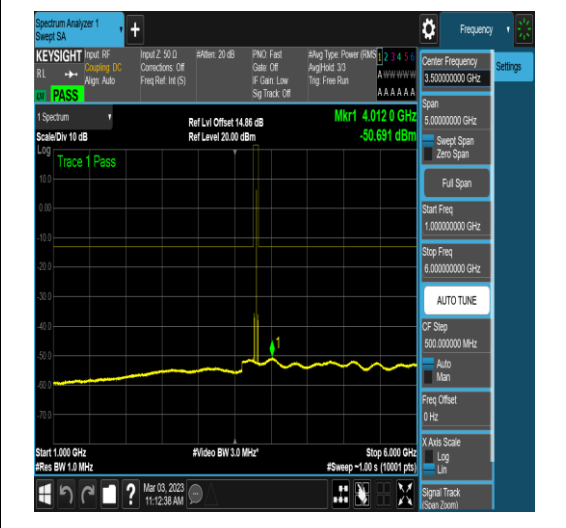 Spectrum Analyzer 1
Swept SA
+
Frequency
KEYSIGHT
RL
PASS
Input: RF
Coupling: DC
Align: Auto
Input Z: 50 Ω
Corrections: Off
Freq Ref: Int (S)
#Atten: 20 dB
PNO: Fast
Gate: Off
IF Gain: Low
Sig Track: Off
#Avg Type: Power (RMS
Avg|Hold: 3/3
Trig: Free Run
1 2 3 4 5 6
A W W W W W
A A A A A A
1 Spectrum
Scale/Div 10 dB
Ref Lvl Offset 14.86 dB
Ref Level 20.00 dBm
Mkr1 4.012 0 GHz
-50.691 dBm
Log
Trace 1 Pass
10.0
0.00
-10.0
-20.0
-30.0
-40.0
-50.0
-60.0
-70.0
1
Start 1.000 GHz
#Res BW 1.0 MHz
#Video BW 3.0 MHz*
Stop 6.000 GHz
#Sweep ~1.00 s (10001 pts)
Center Frequency
3.500000000 GHz
Settings
Span
5.00000000 GHz
Swept Span
Zero Span
Full Span
Start Freq
1.000000000 GHz
Stop Freq
6.000000000 GHz
AUTO TUNE
CF Step
500.000000 MHz
Auto
Man
Freq Offset
0 Hz
X Axis Scale
Log
Lin
Signal Track
(Span Zoom)
?
Mar 03, 2023
11:12:38 AM